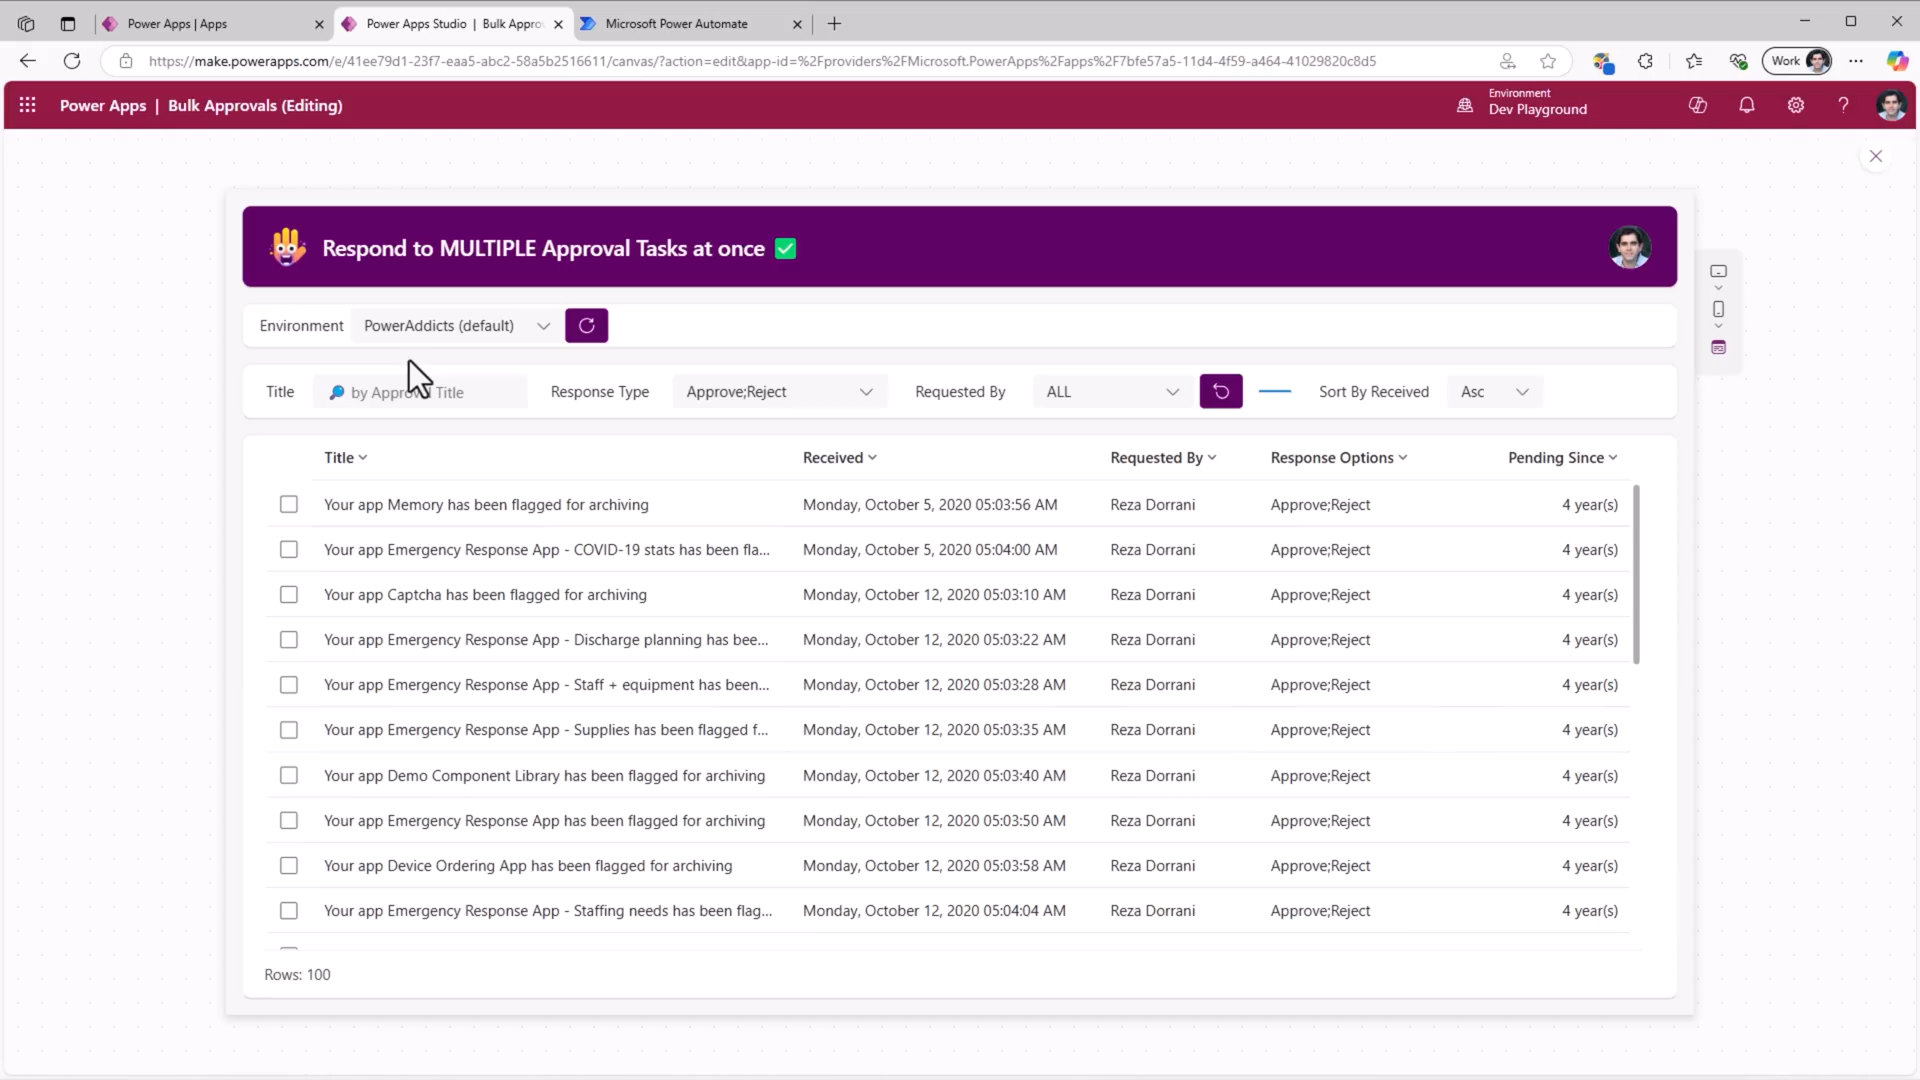 Power Apps | Apps
Power Apps Studio | Bulk Appro
Microsoft Power Automate
https://make.powerapps.com/e/41ee79d1-23f7-eaa5-abc2-58a5b2516611/canvas/?action=edit&app-id=%2Fproviders%2FMicrosoft.PowerApps%2Fapps%2F7bfe57a5-11d4-4f59-a464-41029820c8d5
Work
Power Apps | Bulk Approvals (Editing)
Environment
Dev Playground
Respond to MULTIPLE Approval Tasks at once
Environment PowerAddicts (default)
Title by Approval Title Response Type Approve;Reject Requested By ALL Sort By Received Asc
Title Received Requested By Response Options Pending Since
Your app Memory has been flagged for archiving Monday, October 5, 2020 05:03:56 AM Reza Dorrani Approve;Reject 4 year(s)
Your app Emergency Response App - COVID-19 stats has been fla... Monday, October 5, 2020 05:04:00 AM Reza Dorrani Approve;Reject 4 year(s)
Your app Captcha has been flagged for archiving Monday, October 12, 2020 05:03:10 AM Reza Dorrani Approve;Reject 4 year(s)
Your app Emergency Response App - Discharge planning has bee... Monday, October 12, 2020 05:03:22 AM Reza Dorrani Approve;Reject 4 year(s)
Your app Emergency Response App - Staff + equipment has been... Monday, October 12, 2020 05:03:28 AM Reza Dorrani Approve;Reject 4 year(s)
Your app Emergency Response App - Supplies has been flagged f... Monday, October 12, 2020 05:03:35 AM Reza Dorrani Approve;Reject 4 year(s)
Your app Demo Component Library has been flagged for archiving Monday, October 12, 2020 05:03:40 AM Reza Dorrani Approve;Reject 4 year(s)
Your app Emergency Response App has been flagged for archiving Monday, October 12, 2020 05:03:50 AM Reza Dorrani Approve;Reject 4 year(s)
Your app Device Ordering App has been flagged for archiving Monday, October 12, 2020 05:03:58 AM Reza Dorrani Approve;Reject 4 year(s)
Your app Emergency Response App - Staffing needs has been flag... Monday, October 12, 2020 05:04:04 AM Reza Dorrani Approve;Reject 4 year(s)
Rows: 100